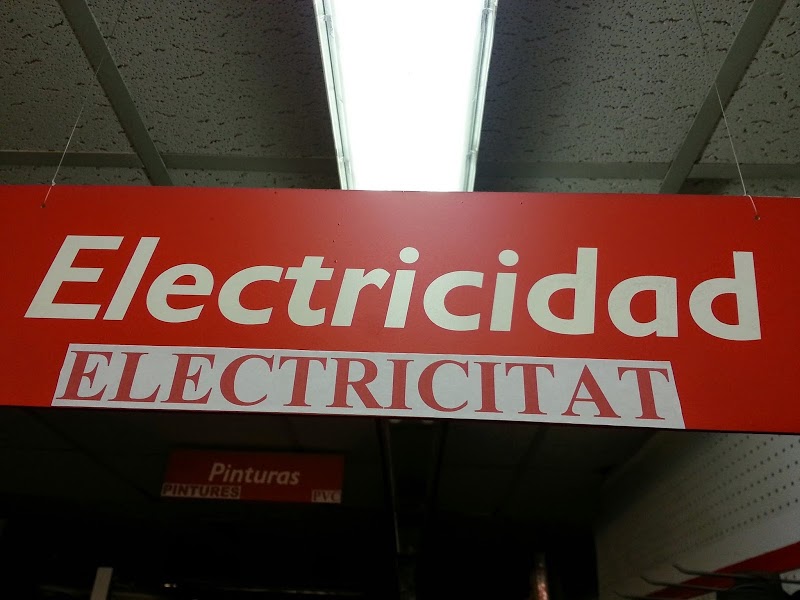 Electricidad
ELECTRICITAT
Pinturas
PINTURES
PVC